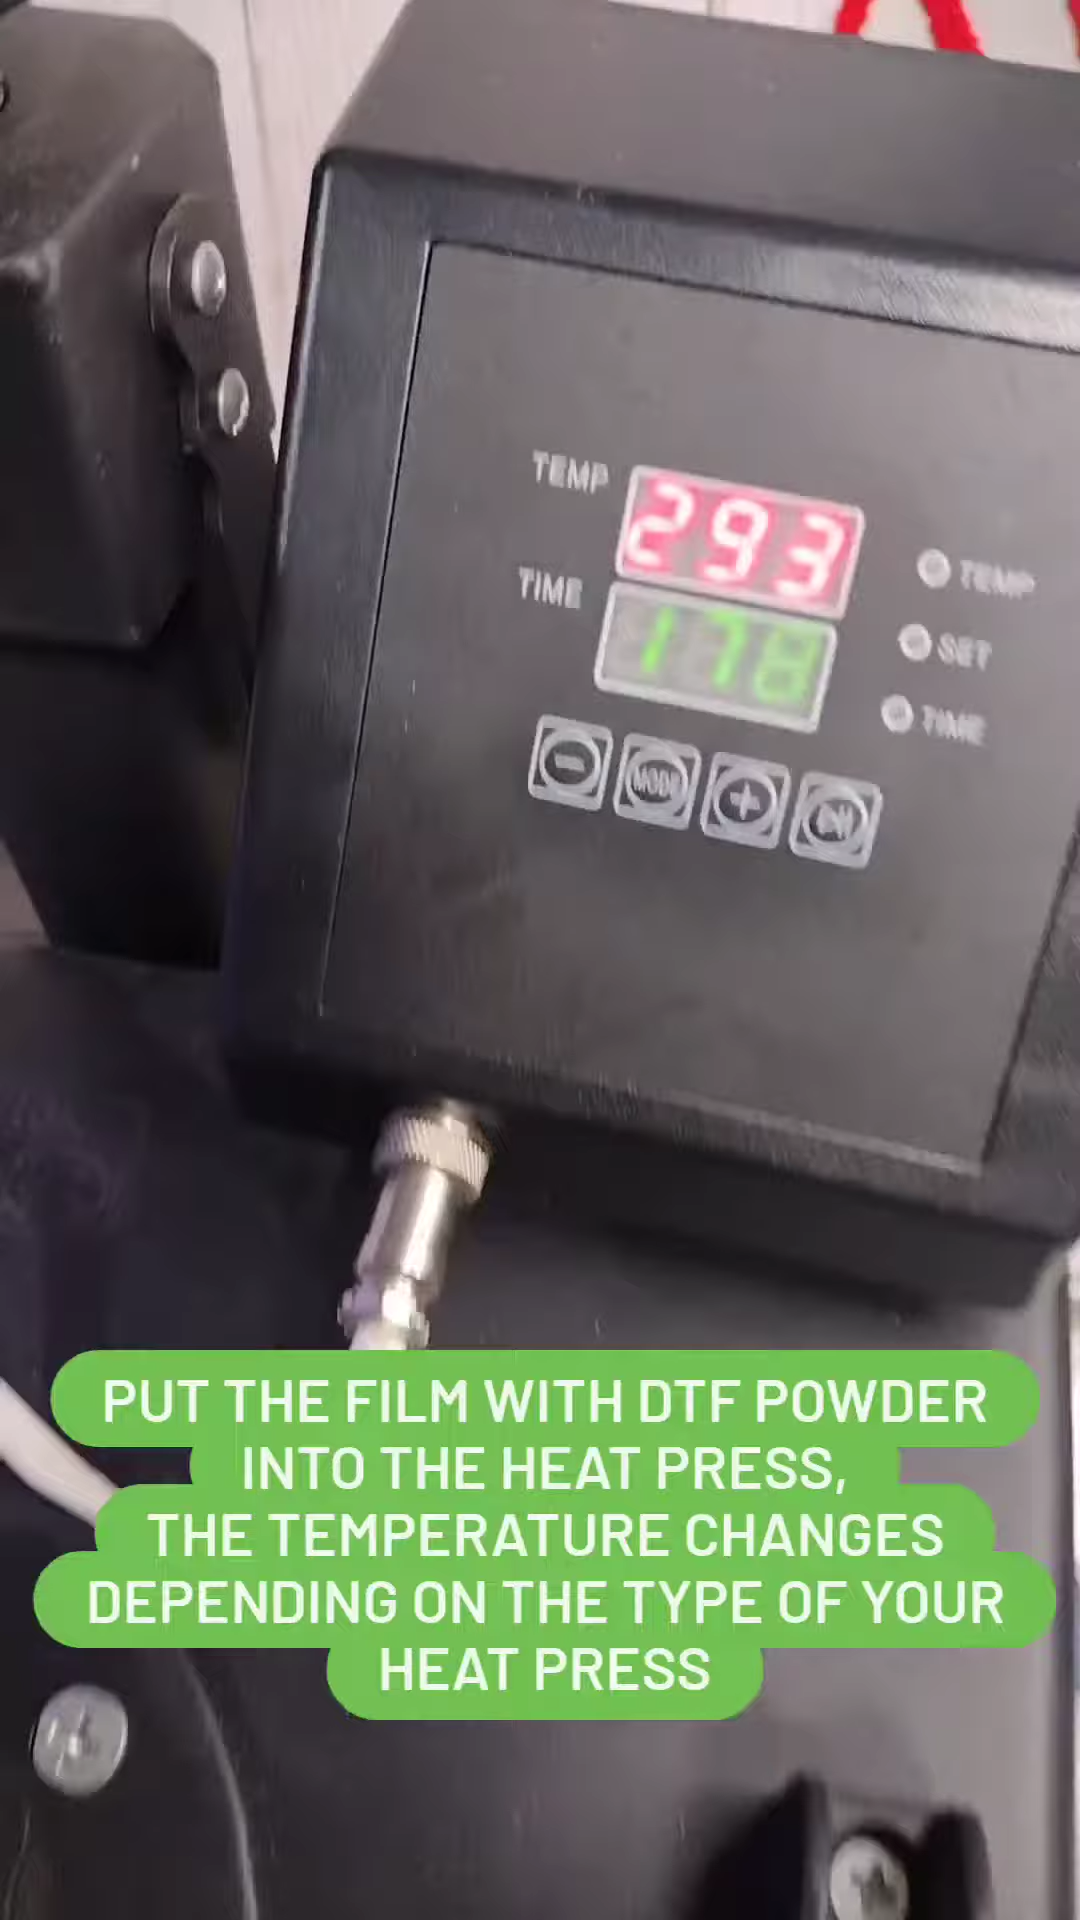 TEMP
293
TIME
178
TEMP
SET
TIME
MODE
PUT THE FILM WITH DTF POWDER
INTO THE HEAT PRESS,
THE TEMPERATURE CHANGES
DEPENDING ON THE TYPE OF YOUR
HEAT PRESS